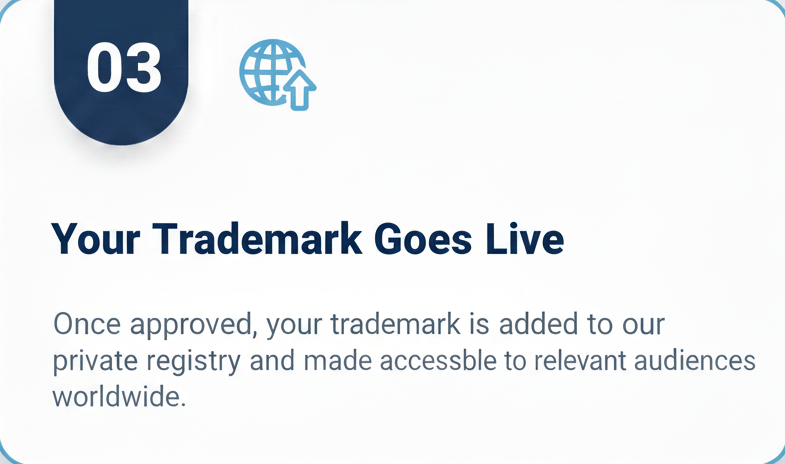 03
Your Trademark Goes Live
Once approved, your trademark is added to our
private registry and made accessble to relevant audiences
worldwide.